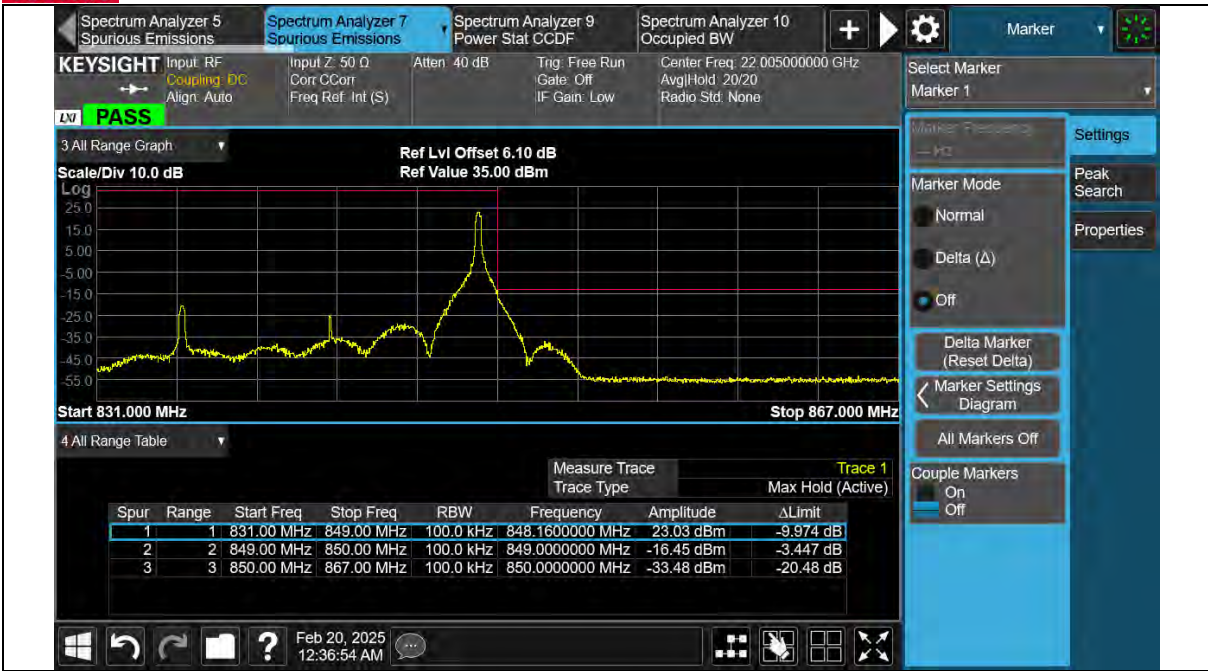 Spectrum Analyzer 5
Spurious Emissions
Spectrum Analyzer 7
Spurious Emissions
Spectrum Analyzer 9
Power Stat CCDF
Spectrum Analyzer 10
Occupied BW
+
Marker
KEYSIGHT
Input: RF
Coupling: DC
Align: Auto
Input Z: 50 Ω
Corr CCorr
Freq Ref: Int (S)
Atten: 40 dB
Trig: Free Run
Gate: Off
IF Gain: Low
Center Freq: 22.005000000 GHz
Avg|Hold: 20/20
Radio Std: None
LXI
PASS
3 All Range Graph
Ref Lvl Offset 6.10 dB
Scale/Div 10.0 dB
Ref Value 35.00 dBm
Log
25.0
15.0
5.00
-5.00
-15.0
-25.0
-35.0
-45.0
-55.0
Start 831.000 MHz
Stop 867.000 MHz
4 All Range Table
Measure Trace Trace 1
Trace Type Max Hold (Active)
Spur Range Start Freq Stop Freq RBW Frequency Amplitude ΔLimit
1 1 831.00 MHz 849.00 MHz 100.0 kHz 848.1600000 MHz 23.03 dBm -9.974 dB
2 2 849.00 MHz 850.00 MHz 100.0 kHz 849.0000000 MHz -16.45 dBm -3.447 dB
3 3 850.00 MHz 867.00 MHz 100.0 kHz 850.0000000 MHz -33.48 dBm -20.48 dB
Select Marker
Marker 1
Marker Frequency
--- Hz
Settings
Marker Mode
Normal
Delta (Δ)
Off
Peak
Search
Properties
Delta Marker
(Reset Delta)
Marker Settings
Diagram
All Markers Off
Couple Markers
On
Off
?
Feb 20, 2025
12:36:54 AM